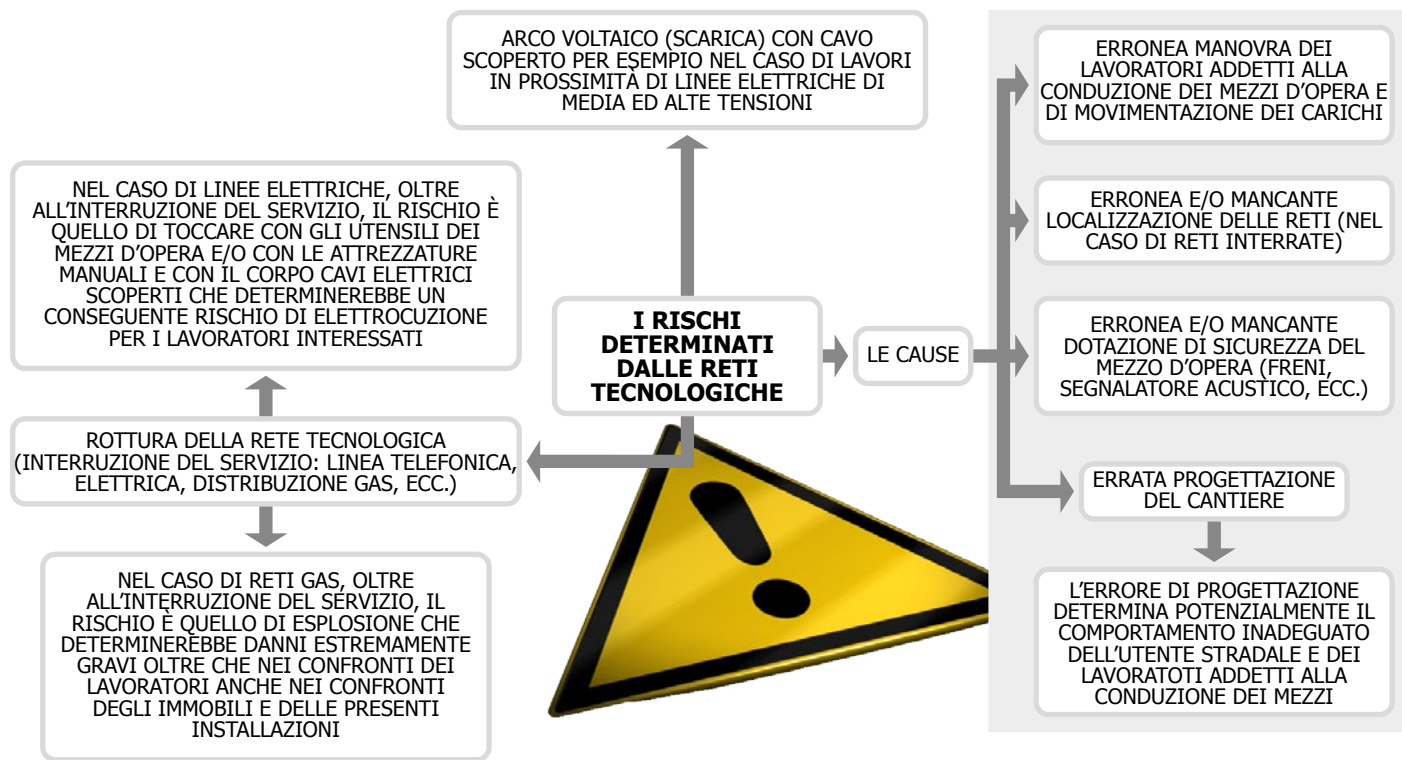 ARCO VOLTAICO (SCARICA) CON CAVO
SCOPERTO PER ESEMPIO NEL CASO DI LAVORI
IN PROSSIMITÀ DI LINEE ELETTRICHE DI
MEDIA ED ALTE TENSIONI
NEL CASO DI LINEE ELETTRICHE, OLTRE
ALL’INTERRUZIONE DEL SERVIZIO, IL RISCHIO È
QUELLO DI TOCCARE CON GLI UTENSILI DEI
MEZZI D’OPERA E/O CON LE ATTREZZATURE
MANUALI E CON IL CORPO CAVI ELETTRICI
SCOPERTI CHE DETERMINEREBBE UN
CONSEGUENTE RISCHIO DI ELETTROCUZIONE
PER I LAVORATORI INTERESSATI
ROTTURA DELLA RETE TECNOLOGICA
(INTERRUZIONE DEL SERVIZIO: LINEA TELEFONICA,
ELETTRICA, DISTRIBUZIONE GAS, ECC.)
NEL CASO DI RETI GAS, OLTRE
ALL’INTERRUZIONE DEL SERVIZIO, IL
RISCHIO È QUELLO DI ESPLOSIONE CHE
DETERMINEREBBE DANNI ESTREMAMENTE
GRAVI OLTRE CHE NEI CONFRONTI DEI
LAVORATORI ANCHE NEI CONFRONTI
DEGLI IMMOBILI E DELLE PRESENTI
INSTALLAZIONI
I RISCHI
DETERMINATI
DALLE RETI
TECNOLOGICHE
LE CAUSE
ERRONEA MANOVRA DEI
LAVORATORI ADDETTI ALLA
CONDUZIONE DEI MEZZI D’OPERA E
DI MOVIMENTAZIONE DEI CARICHI
ERRONEA E/O MANCANTE
LOCALIZZAZIONE DELLE RETI (NEL
CASO DI RETI INTERRATE)
ERRONEA E/O MANCANTE
DOTAZIONE DI SICUREZZA DEL
MEZZO D’OPERA (FRENI,
SEGNALATORE ACUSTICO, ECC.)
ERRATA PROGETTAZIONE
DEL CANTIERE
L’ERRORE DI PROGETTAZIONE
DETERMINA POTENZIALMENTE IL
COMPORTAMENTO INADEGUATO
DELL’UTENTE STRADALE E DEI
LAVORATOTI ADDETTI ALLA
CONDUZIONE DEI MEZZI